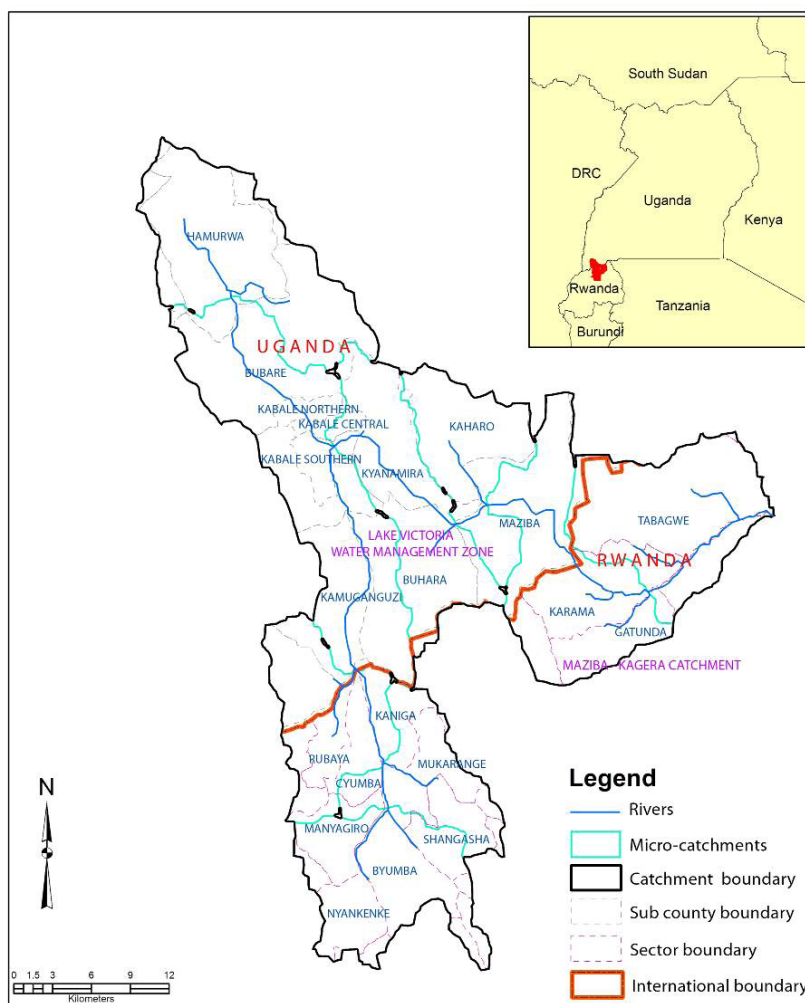 South Sudan
DRC
Uganda
Kenya
Rwanda
Tanzania
Burundi
HAMURWA
UGANDA
BUBARE
KABALE NORTHERN
KABALE CENTRAL
KAHARO
KABALE SOUTHERN
KYANAMIRA
TABAGWE
MAZIBA
LAKE VICTORIA
WATER MANAGEMENT ZONE
RWANDA
BUHARA
KAMUGANGUZI
KARAMA
GATUNDA
MAZIBA - KAGERA CATCHMENT
KANIGA
RUBAYA
MUKARANGE
CYUMBA
MANYAGIRO
SHANGASHA
BYUMBA
NYANKENKE
N
0 1.5 3 6 9 12
Kilometers
Legend
Rivers
Micro-catchments
Catchment boundary
Sub county boundary
Sector boundary
International boundary